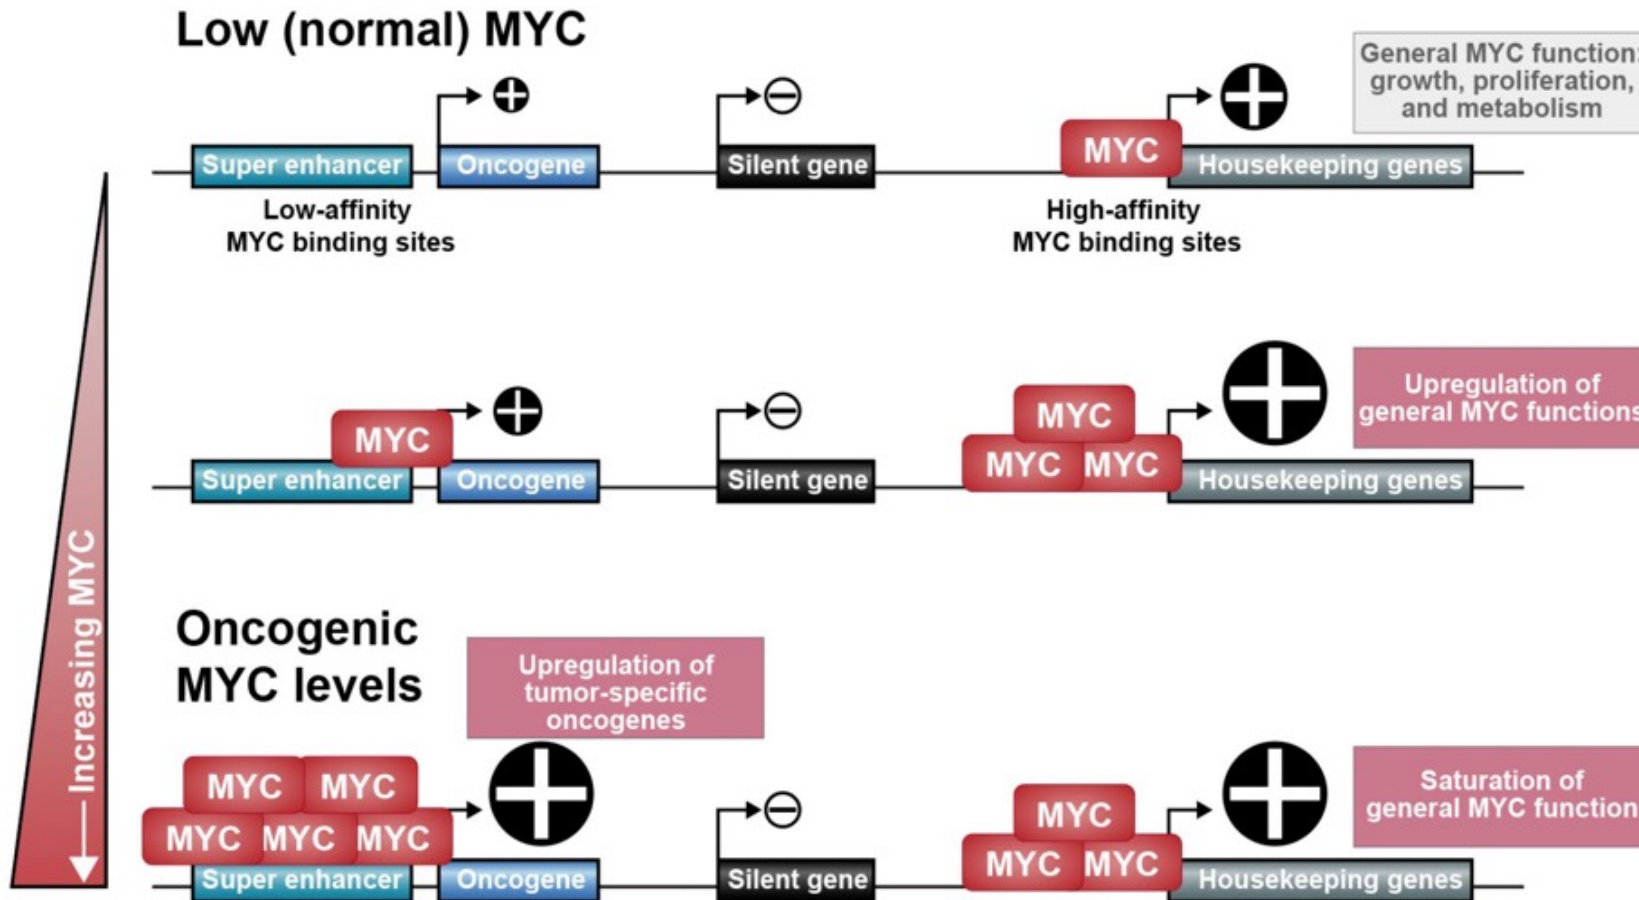 Low (normal) MYC
General MYC function:
growth, proliferation,
and metabolism
MYC
Super enhancer
Oncogene
Silent gene
Housekeeping genes
Low-affinity
MYC binding sites
High-affinity
MYC binding sites
Increasing MYC
MYC
MYC
MYC
MYC
Upregulation of
general MYC functions
Super enhancer
Oncogene
Silent gene
Housekeeping genes
Oncogenic
MYC levels
Upregulation of
tumor-specific
oncogenes
MYC MYC
MYC MYC MYC
MYC
MYC MYC
Saturation of
general MYC function
Super enhancer
Oncogene
Silent gene
Housekeeping genes